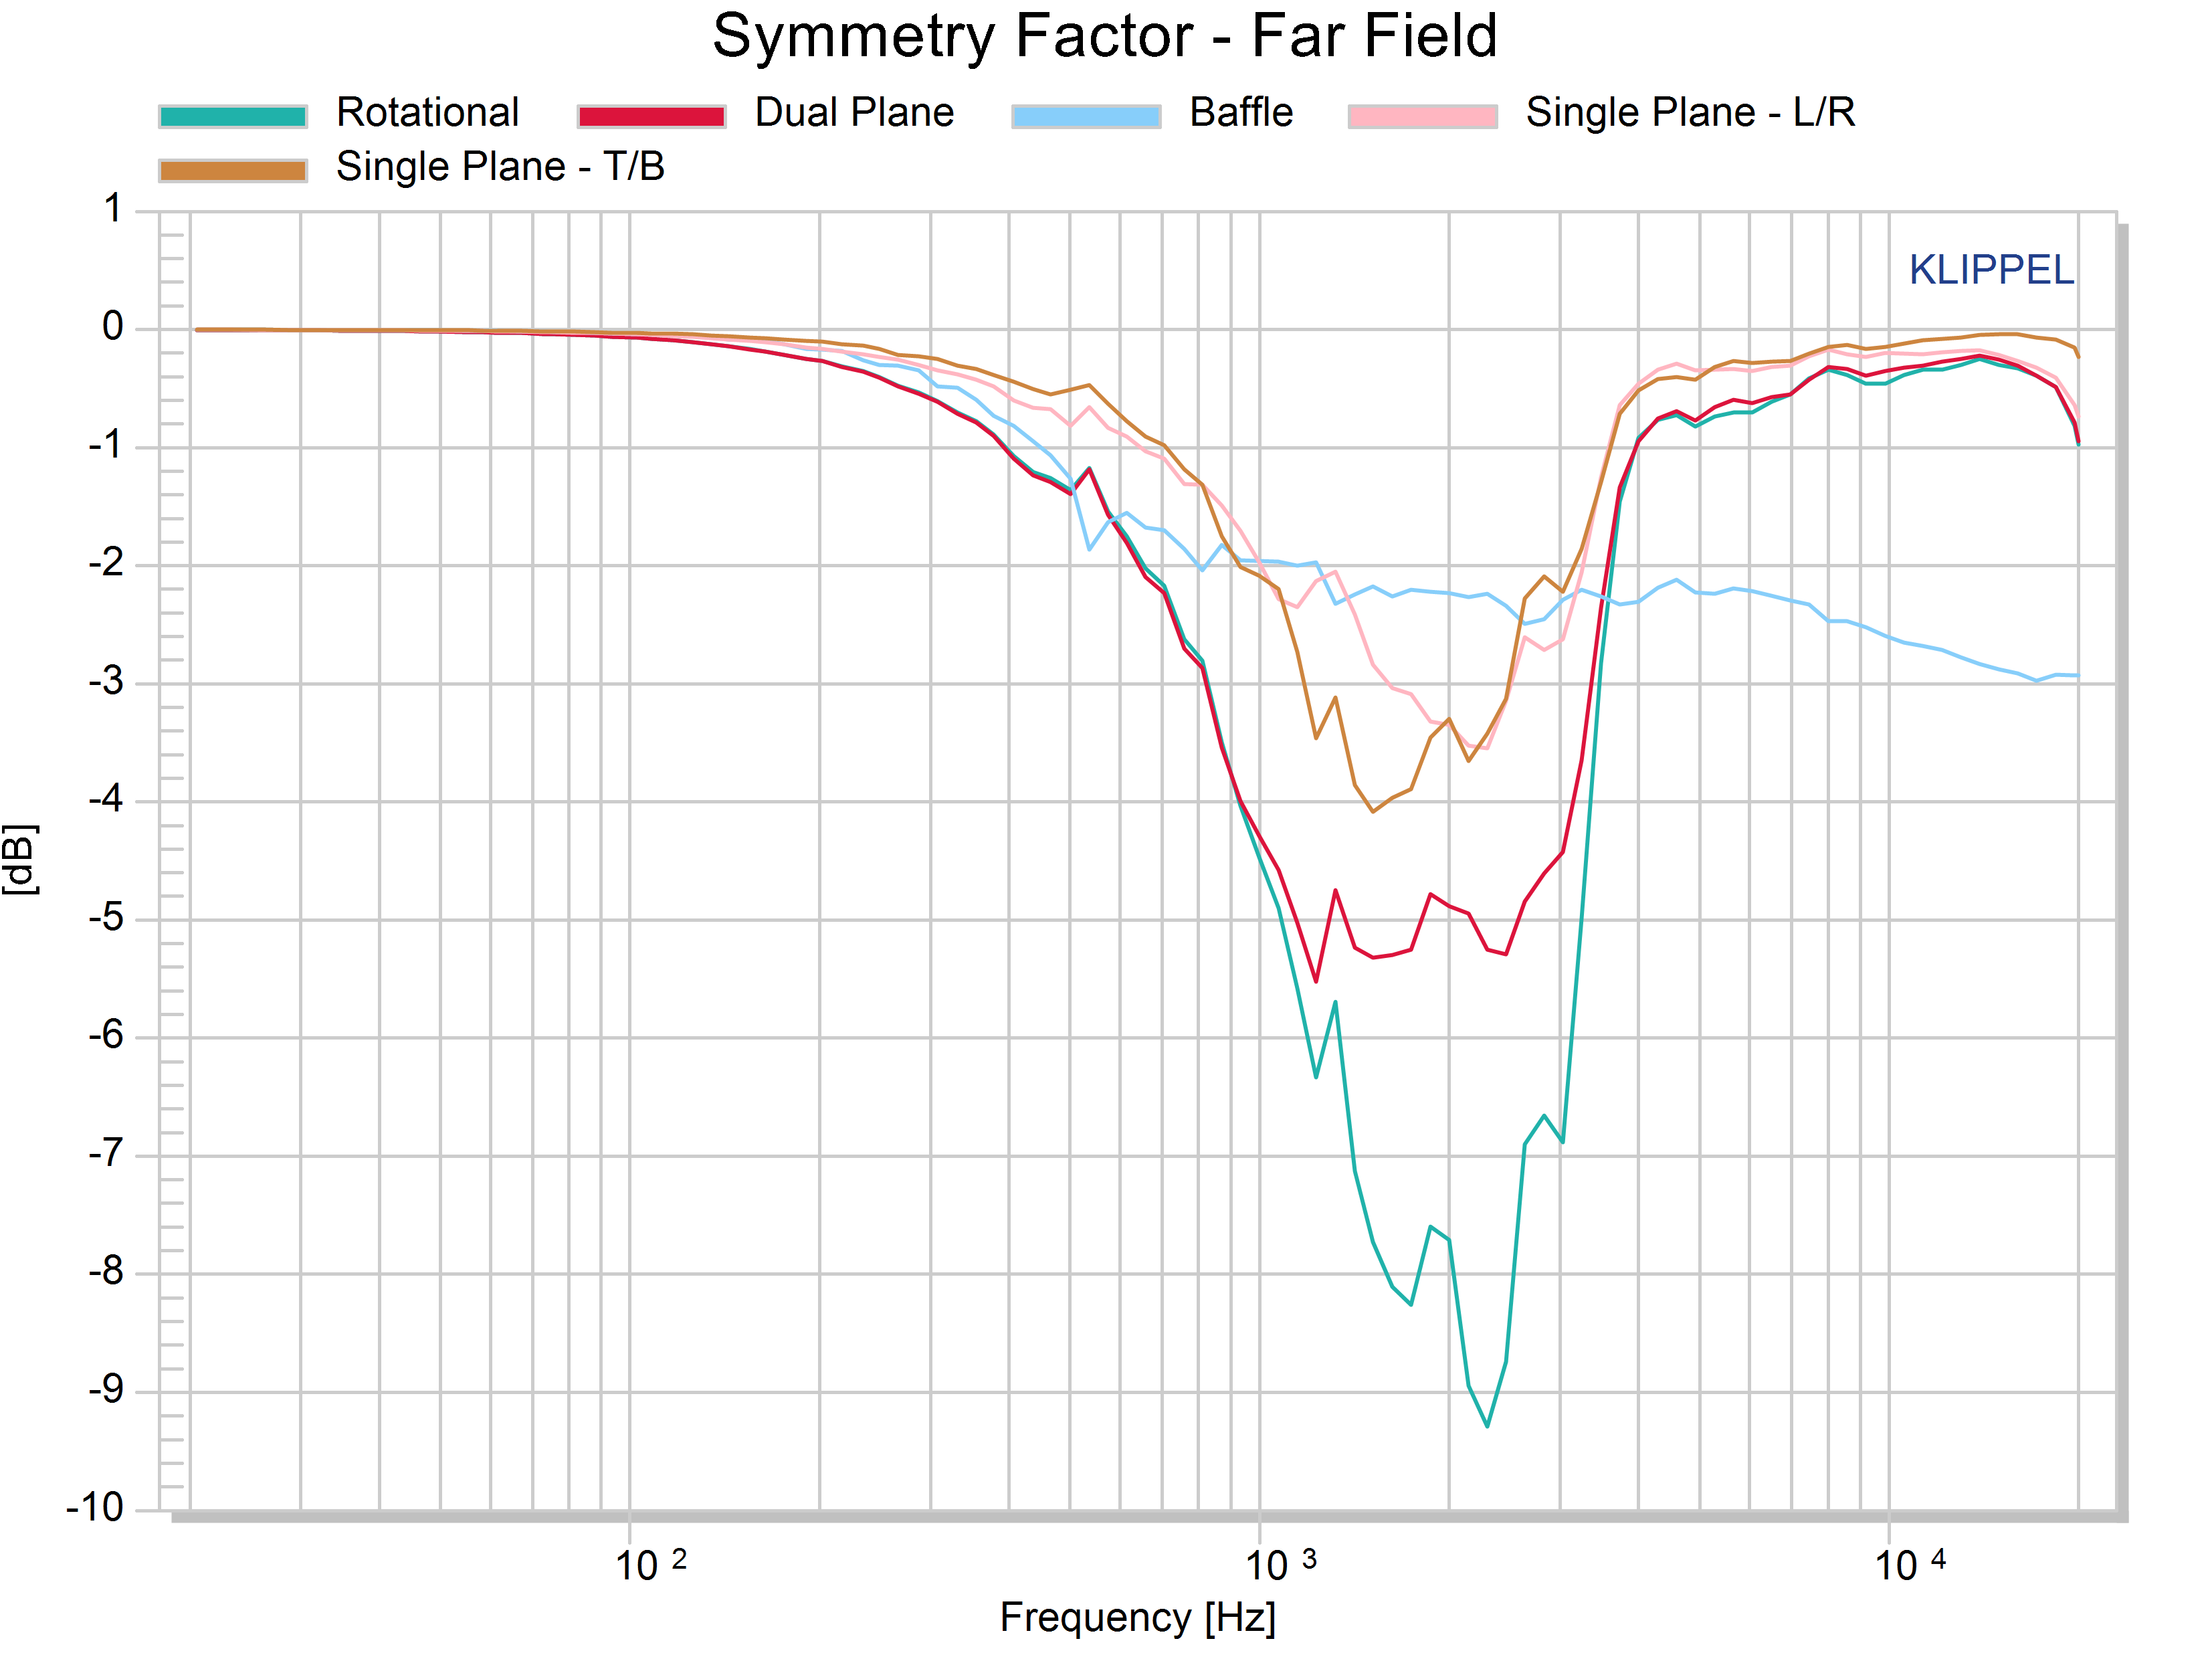 Symmetry Factor - Far Field
Rotational Dual Plane Baffle Single Plane - L/R
Single Plane - T/B
KLIPPEL
1
0
-1
-2
-3
-4
-5
-6
-7
-8
-9
-10
[dB]
10 2 10 3 10 4
Frequency [Hz]